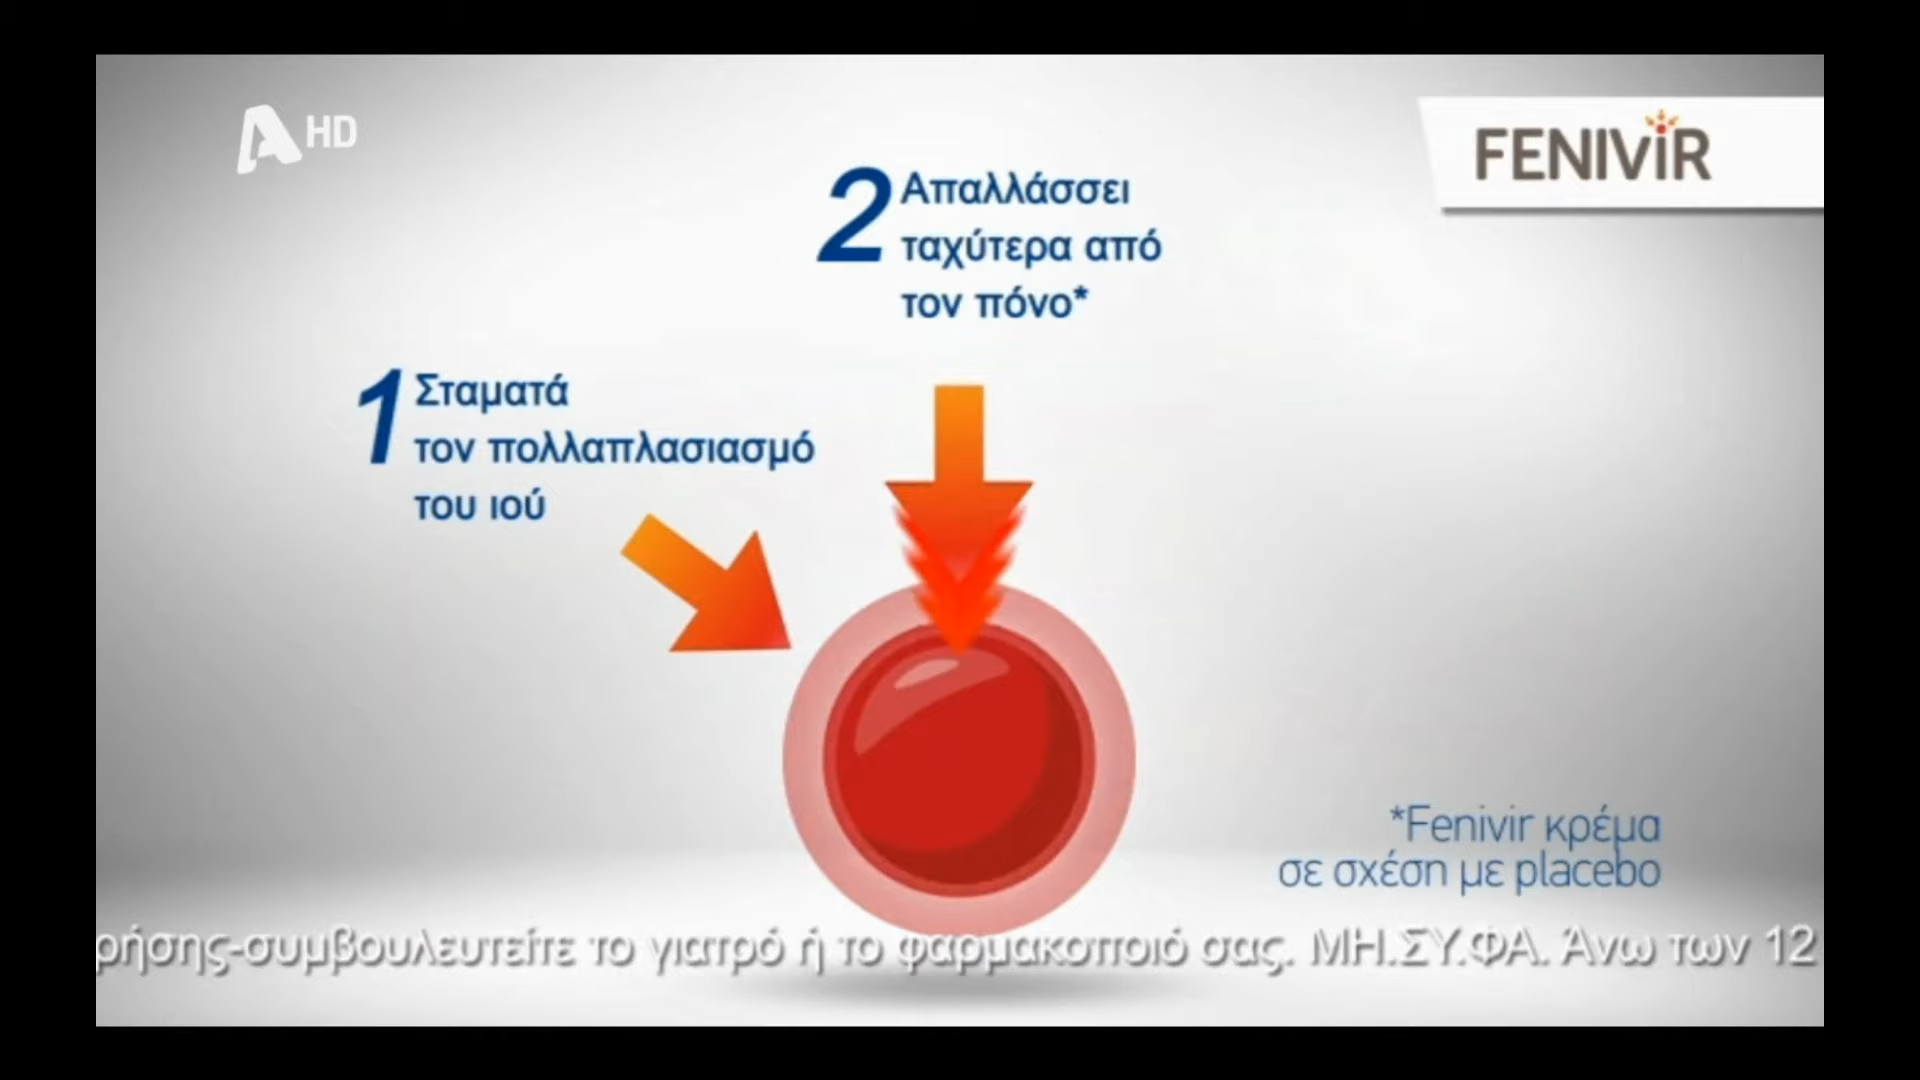 HD
FENIVIR
2 Απαλλάσσει
ταχύτερα από
τον πόνο*
1 Σταματά
τον πολλαπλασιασμό
του ιού
*Fenivir κρέμα
σε σχέση με placebo
ρήσης-συμβουλευτείτε το γιατρό ή το φαρμακοποιό σας. ΜΗ.ΣΥ.ΦΑ. Άνω των 12